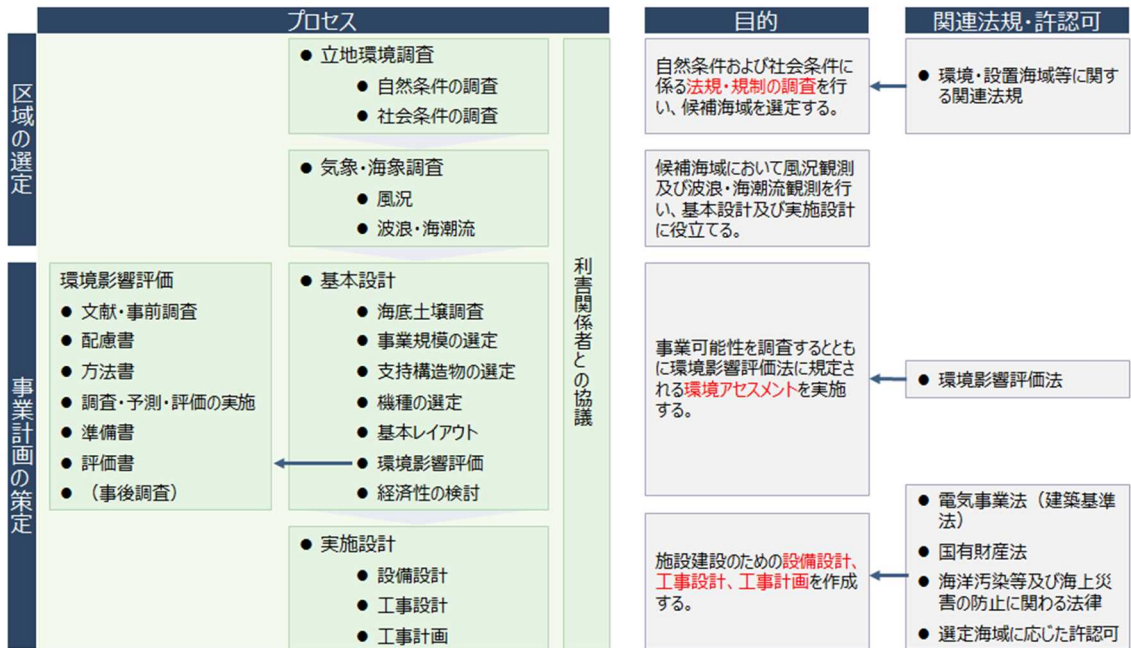 プロセス
目的
関連法規・許認可
区域の選定
● 立地環境調査
● 自然条件の調査
● 社会条件の調査
自然条件および社会条件に
係る法規・規制の調査を行
い、候補海域を選定する。
● 環境・設置海域等に関す
る関連法規
● 気象・海象調査
● 風況
● 波浪・海潮流
候補海域において風況観測
及び波浪・海潮流観測を行
い、基本設計及び実施設計
に役立てる。
利害関係者との協議
事業計画の策定
環境影響評価
● 文献・事前調査
● 配慮書
● 方法書
● 調査・予測・評価の実施
● 準備書
● 評価書
● （事後調査）
● 基本設計
● 海底土壌調査
● 事業規模の選定
● 支持構造物の選定
● 機種の選定
● 基本レイアウト
● 環境影響評価
● 経済性の検討
事業可能性を調査するととも
に環境影響評価法に規定さ
れる環境アセスメントを実施
する。
● 環境影響評価法
● 実施設計
● 設備設計
● 工事設計
● 工事計画
施設建設のための設備設計、
工事設計、工事計画を作成
する。
● 電気事業法（建築基準
法）
● 国有財産法
● 海洋汚染等及び海上災
害の防止に関わる法律
● 選定海域に応じた許認可